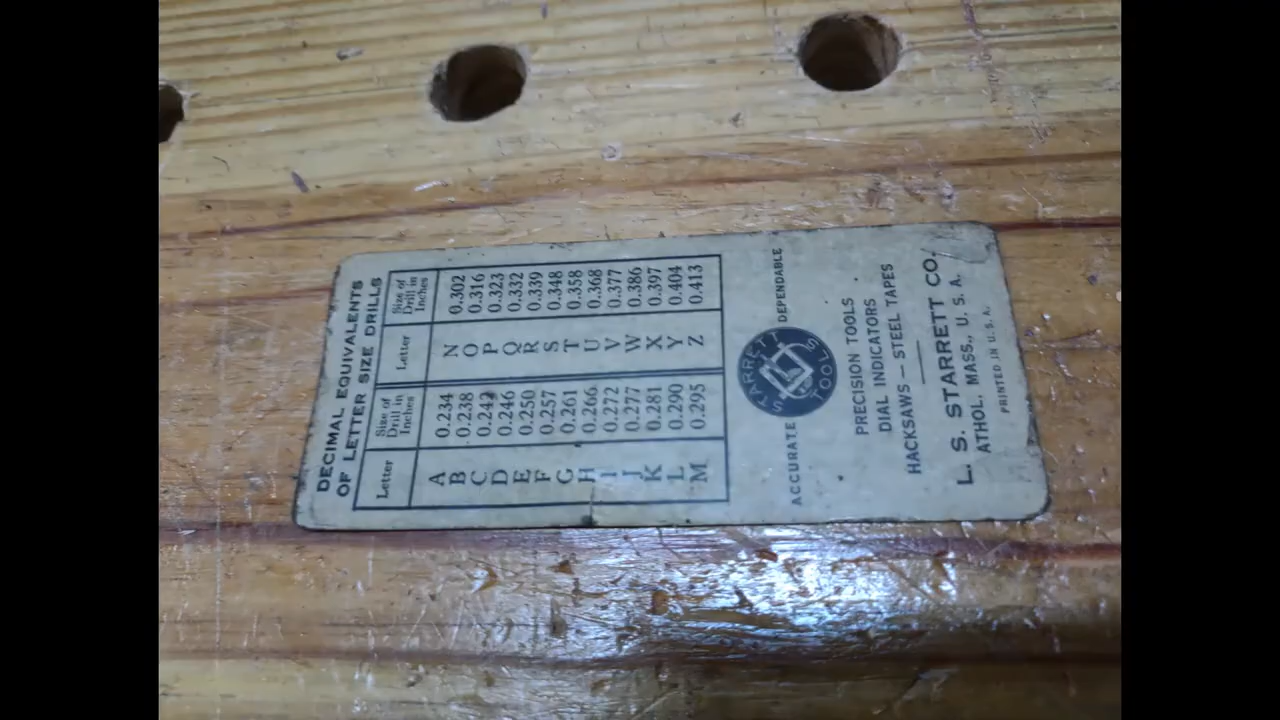 DECIMAL EQUIVALENTS
OF LETTER SIZE DRILLS
Letter Size of Drill in Inches Letter Size of Drill in Inches
A 0.234 N 0.302
B 0.238 O 0.316
C 0.242 P 0.323
D 0.246 Q 0.332
E 0.250 R 0.339
F 0.257 S 0.348
G 0.261 T 0.358
H 0.266 U 0.368
I 0.272 V 0.377
J 0.277 W 0.386
K 0.281 X 0.397
L 0.290 Y 0.404
M 0.295 Z 0.413
ACCURATE STARRETT TOOLS DEPENDABLE
PRECISION TOOLS
DIAL INDICATORS
HACKSAWS — STEEL TAPES
L. S. STARRETT CO.
ATHOL, MASS., U. S. A.
PRINTED IN U. S. A.